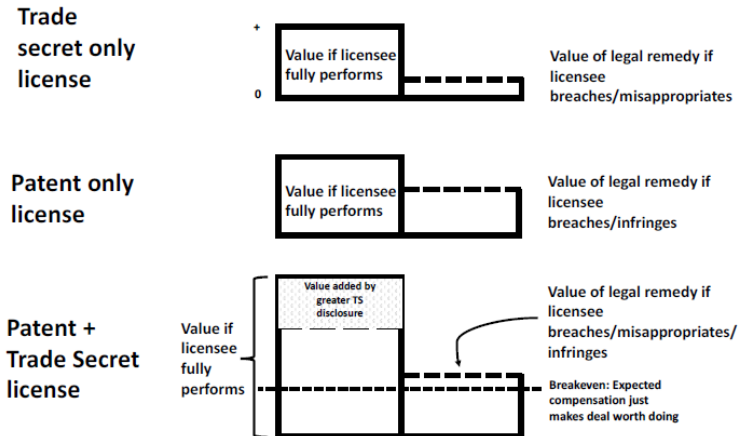 Trade
secret only
license
+
Value if licensee
fully performs
0
Value of legal remedy if
licensee
breaches/misappropriates
Patent only
license
Value if licensee
fully performs
Value of legal remedy if
licensee
breaches/infringes
Patent +
Trade Secret
license
Value if
licensee
fully
performs
Value added by
greater TS
disclosure
Value of legal remedy if
licensee
breaches/misappropriates/
infringes
Breakeven: Expected
compensation just
makes deal worth doing